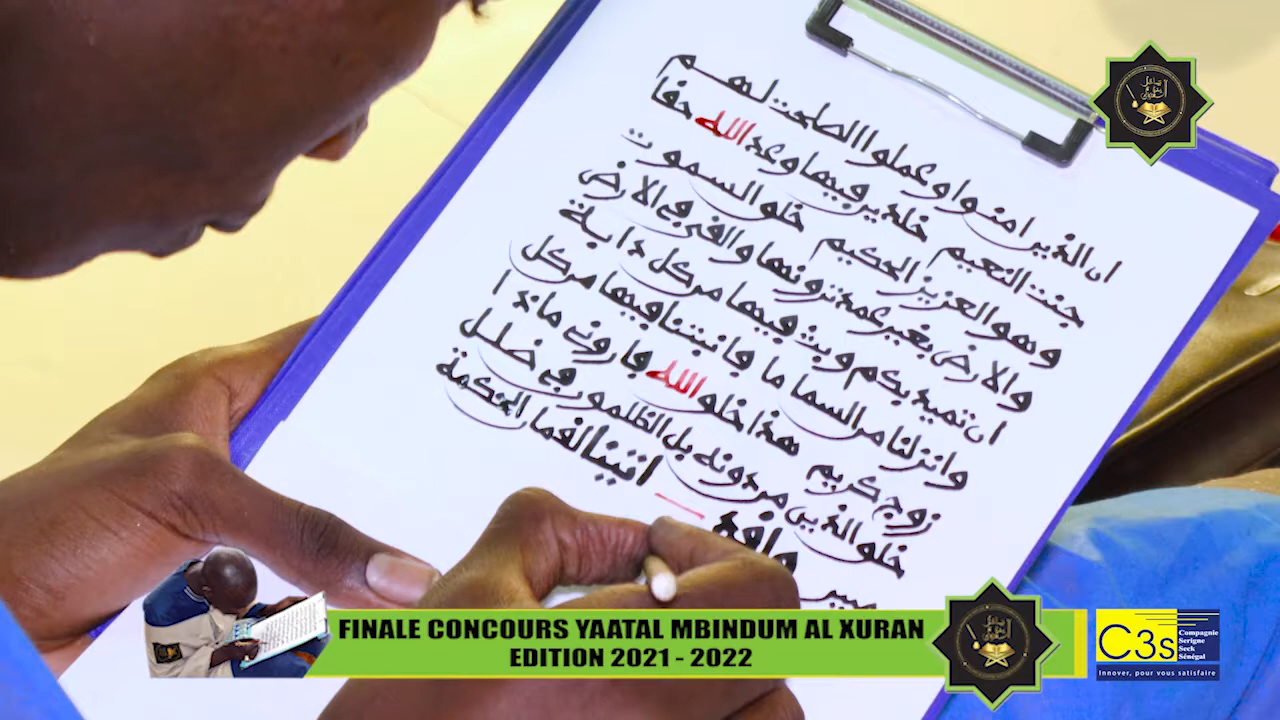 ان الذين امنوا وعملوا الصلحت لهم
جنت النعيم خلدين فيها وعد الله حقا
وهو العزيز الحكيم خلق السموت
والارض بغير عمد ترونها والقى في الارض
ان تميد بكم وبث فيها من كل دابة
وانزلنا من السما ما فانبتنا فيها من كل
زوج كريم هذا خلق الله فاروني ماذا
خلق الذين من دونه بل الظلمون في ضلل
مبين ولقد اتينا لقمن الحكمة
FINALE CONCOURS YAATAL MBINDUM AL XURAN
EDITION 2021 - 2022
C3s
Compagnie
Serigne
Seck
Sénégal
Innover, pour vous satisfaire